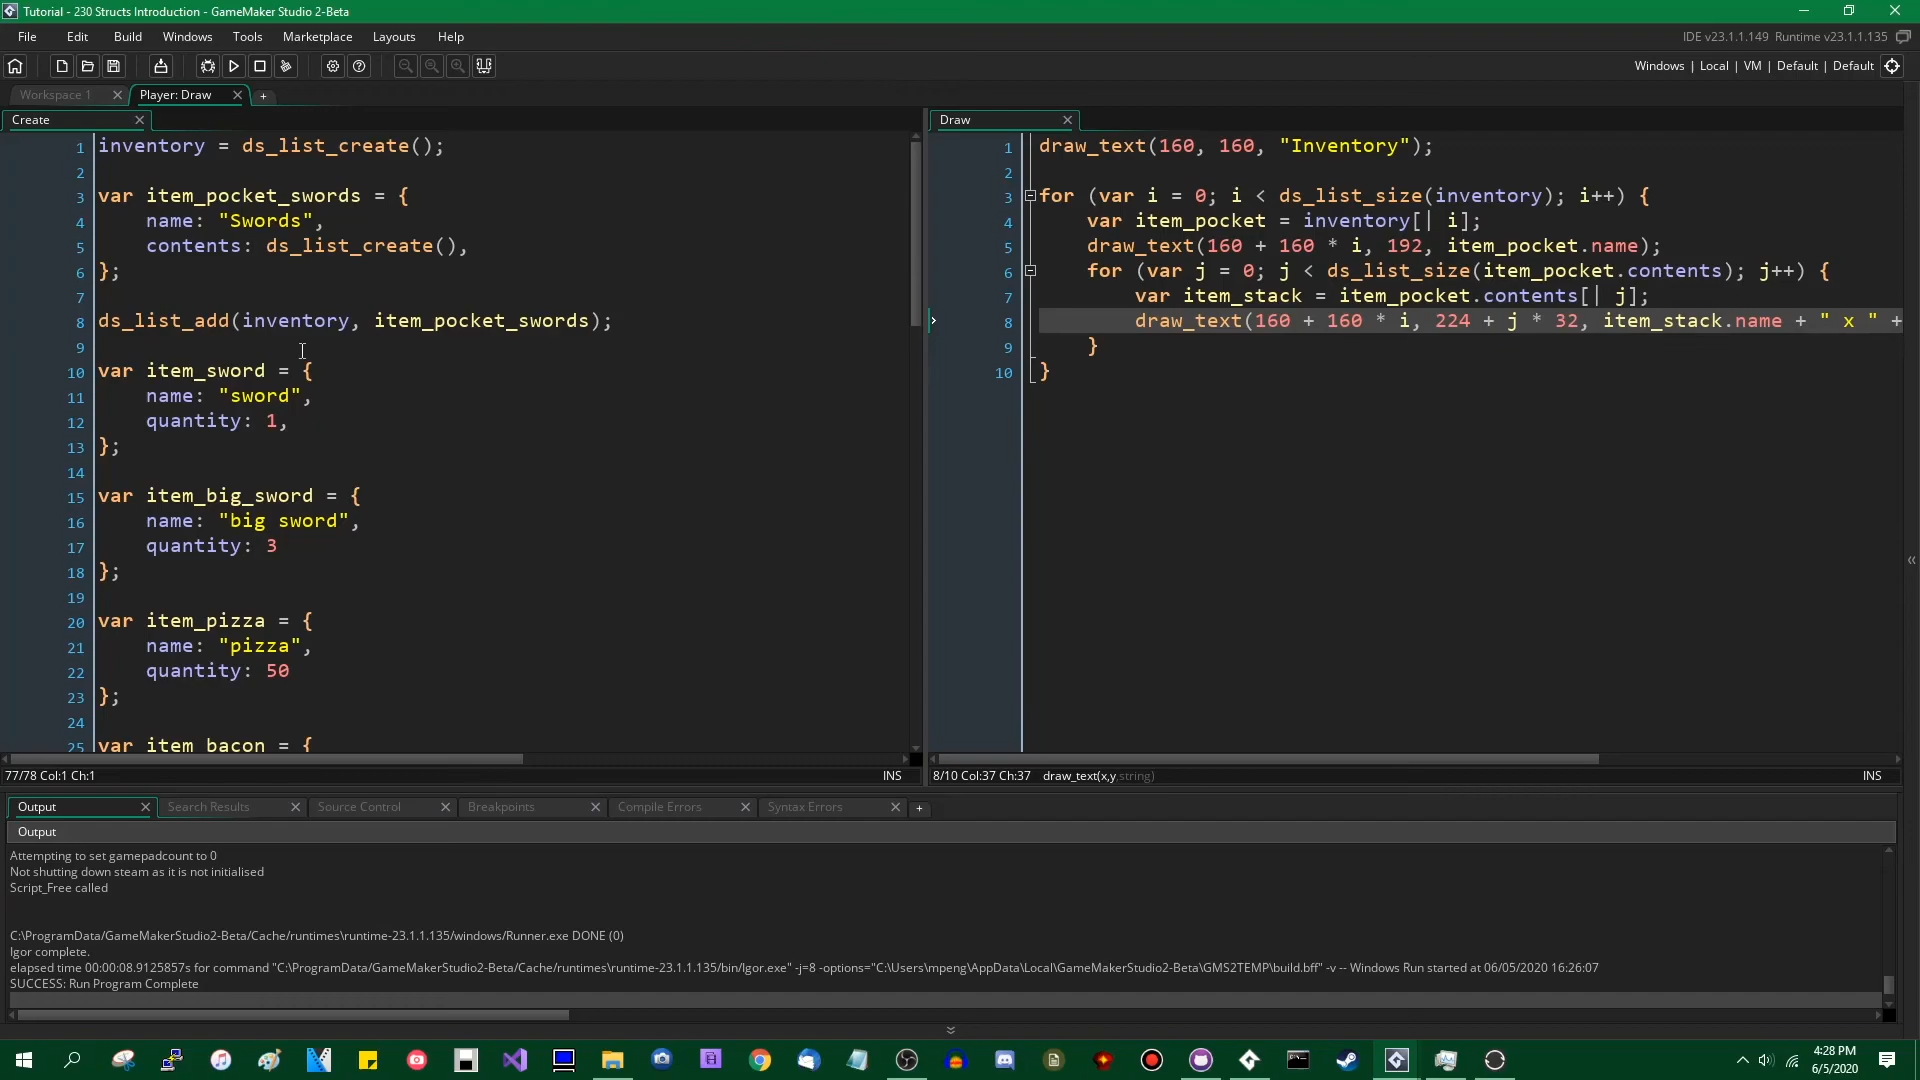 Tutorial - 230 Structs Introduction - GameMaker Studio 2-Beta
File Edit Build Windows Tools Marketplace Layouts Help
IDE v23.1.1.149 Runtime v23.1.1.135
Windows | Local | VM | Default | Default
Workspace 1
Player: Draw
Create
1 inventory = ds_list_create();
2
3 var item_pocket_swords = {
4 name: "Swords",
5 contents: ds_list_create(),
6 };
7
8 ds_list_add(inventory, item_pocket_swords);
9
10 var item_sword = {
11 name: "sword",
12 quantity: 1,
13 };
14
15 var item_big_sword = {
16 name: "big sword",
17 quantity: 3
18 };
19
20 var item_pizza = {
21 name: "pizza",
22 quantity: 50
23 };
24
25 var item_bacon = {
77/78 Col:1 Ch:1
INS
Draw
1 draw_text(160, 160, "Inventory");
2
3 for (var i = 0; i < ds_list_size(inventory); i++) {
4 var item_pocket = inventory[| i];
5 draw_text(160 + 160 * i, 192, item_pocket.name);
6 for (var j = 0; j < ds_list_size(item_pocket.contents); j++) {
7 var item_stack = item_pocket.contents[| j];
8 draw_text(160 + 160 * i, 224 + j * 32, item_stack.name + " x " +
9 }
10 }
8/10 Col:37 Ch:37 draw_text(x,y,string)
INS
Output Search Results Source Control Breakpoints Compile Errors Syntax Errors
Output
Attempting to set gamepadcount to 0
Not shutting down steam as it is not initialised
Script_Free called
C:\ProgramData/GameMakerStudio2-Beta/Cache/runtimes\runtime-23.1.1.135/windows/Runner.exe DONE (0)
Igor complete.
elapsed time 00:00:08.9125857s for command "C:\ProgramData/GameMakerStudio2-Beta/Cache/runtimes\runtime-23.1.1.135/bin/Igor.exe" -j=8 -options="C:\Users\mpeng\AppData\Local\GameMakerStudio2-Beta\GMS2TEMP\build.bff" -v -- Windows Run started at 06/05/2020 16:26:07
SUCCESS: Run Program Complete
4:28 PM
6/5/2020